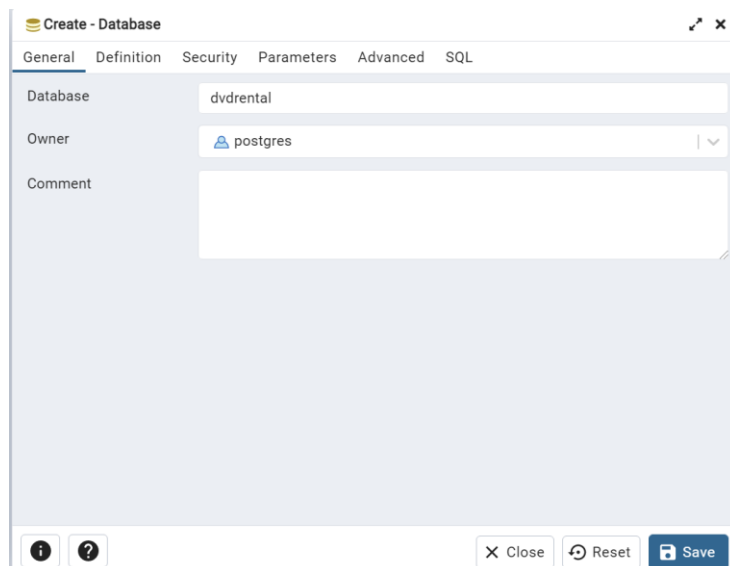 Create - Database
General Definition Security Parameters Advanced SQL
Database dvdrental
Owner postgres
Comment
Close Reset Save